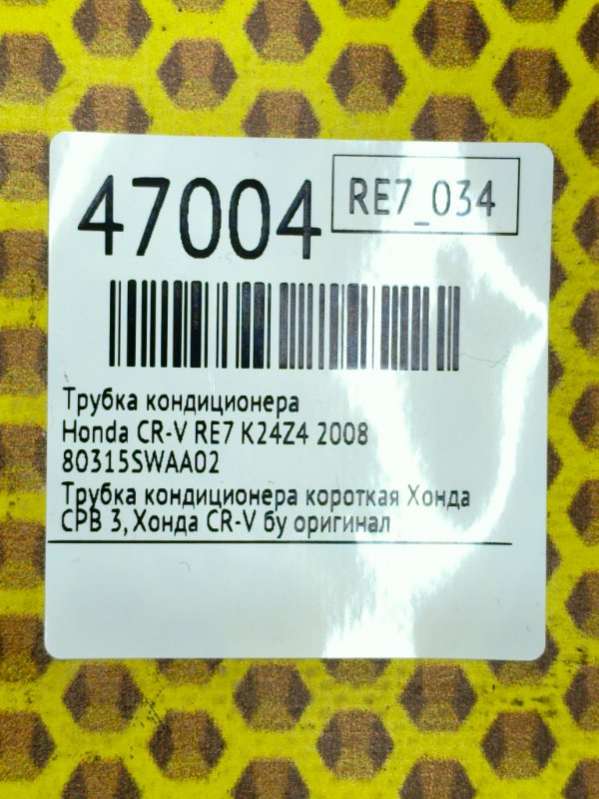 47004
RE7_034
Трубка кондиционера
Honda CR-V RE7 K24Z4 2008
80315SWAA02
Трубка кондиционера короткая Хонда
СРВ 3, Хонда CR-V бу оригинал